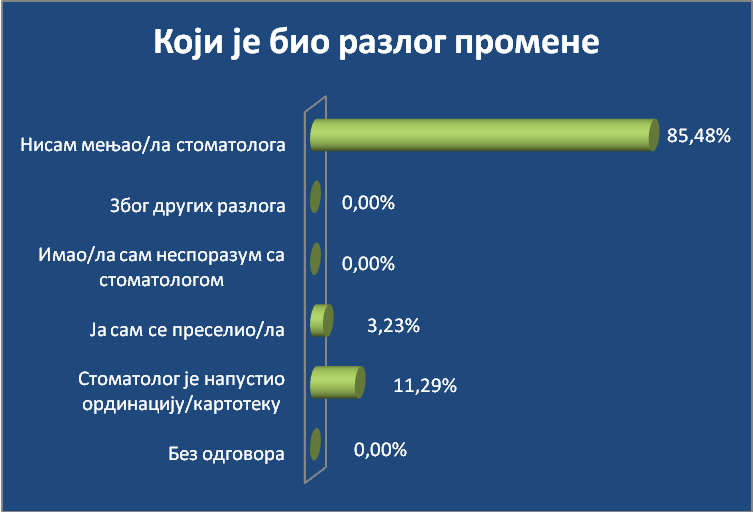 Који је био разлог промене
Нисам мењао/ла стоматолога
85,48%
Због других разлога
0,00%
Имао/ла сам неспоразум са
стоматологом
0,00%
Ја сам се преселио/ла
3,23%
Стоматолог је напустио
ординацију/картотеку
11,29%
Без одговора
0,00%